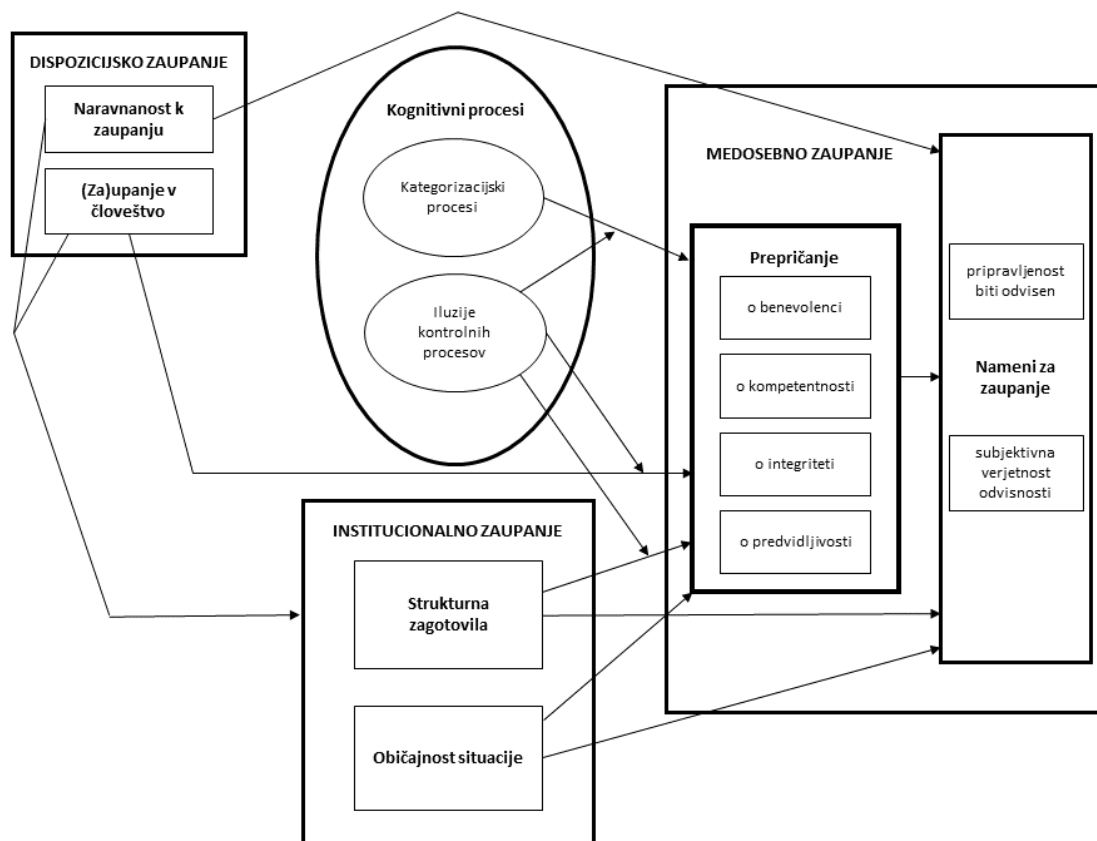 DISPOZICIJSKO ZAUPANJE
Naravnanost k
zaupanju
(Za)upanje v
človeštvo
Kognitivni procesi
Kategorizacijski
procesi
Iluzije
kontrolnih
procesov
INSTITUCIONALNO ZAUPANJE
Strukturna
zagotovila
Običajnost situacije
MEDOSEBNO ZAUPANJE
Prepričanje
o benevolenci
o kompetentnosti
o integriteti
o predvidljivosti
pripravljenost
biti odvisen
Nameni za
zaupanje
subjektivna
verjetnost
odvisnosti